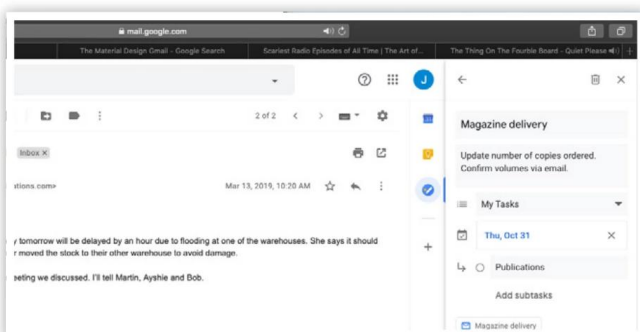 mail.google.com
The Material Design Gmail - Google Search
Scariest Radio Episodes of All Time | The Art of...
The Thing On The Fourble Board - Quiet Please
J
2 of 2
Inbox x
ations.com>
Mar 13, 2019, 10:20 AM
y tomorrow will be delayed by an hour due to flooding at one of the warehouses. She says it should
r moved the stock to their other warehouse to avoid damage.
eeting we discussed. I'll tell Martin, Ayshie and Bob.
Magazine delivery
Update number of copies ordered.
Confirm volumes via email.
My Tasks
Thu, Oct 31
Publications
Add subtasks
Magazine delivery